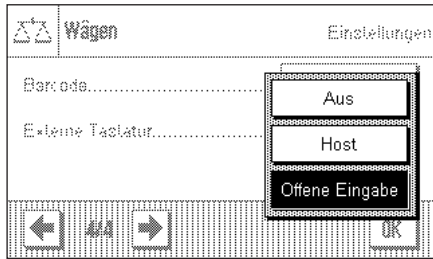 Wägen
Einstellungen
Barcode
Externe Tastatur
Aus
Host
Offene Eingabe
4/4
OK